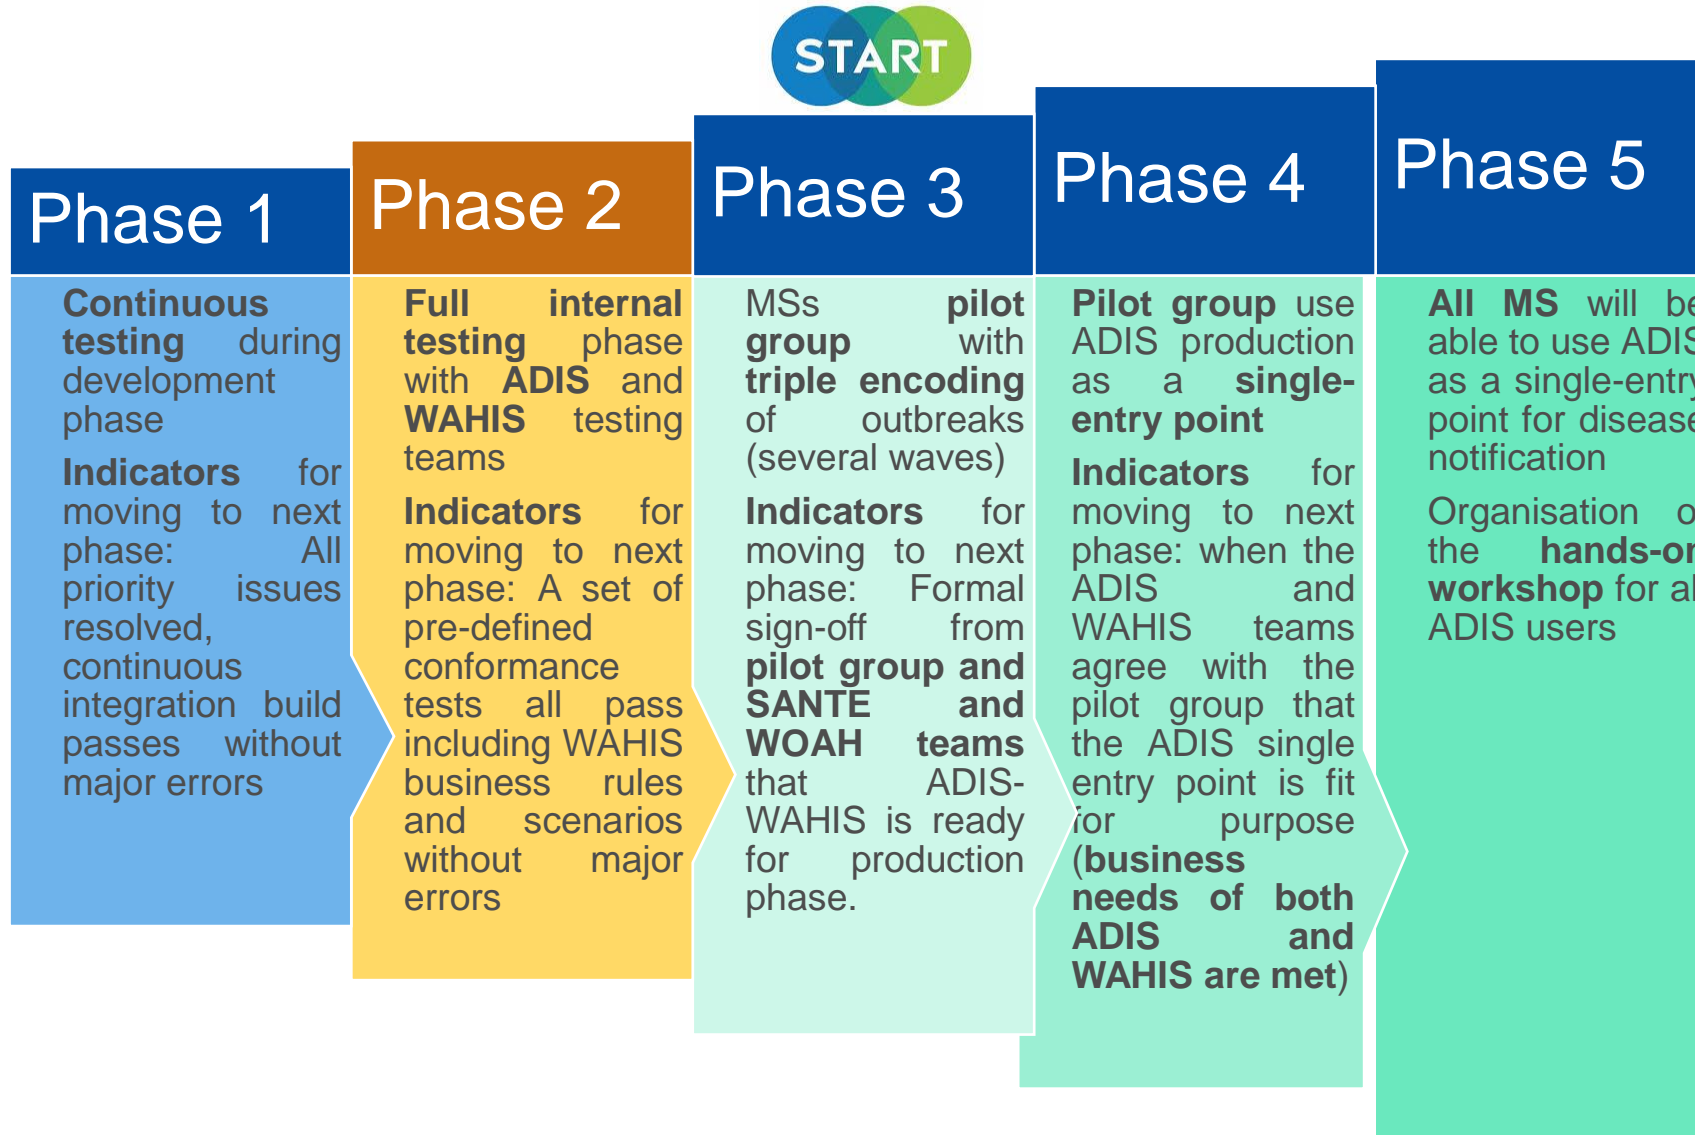 START
Phase 1
Continuous
testing during
development
phase
Indicators for
moving to next
phase: All
priority issues
resolved,
continuous
integration build
passes without
major errors
Phase 2
Full internal
testing phase
with ADIS and
WAHIS testing
teams
Indicators for
moving to next
phase: A set of
pre-defined
conformance
tests all pass
including WAHIS
business rules
and scenarios
without major
errors
Phase 3
MSs pilot
group with
triple encoding
of outbreaks
(several waves)
Indicators for
moving to next
phase: Formal
sign-off from
pilot group and
SANTE and
WOAH teams
that ADIS-
WAHIS is ready
for production
phase.
Phase 4
Pilot group use
ADIS production
as a single-
entry point
Indicators for
moving to next
phase: when the
ADIS and
WAHIS teams
agree with the
pilot group that
the ADIS single
entry point is fit
for purpose
(business
needs of both
ADIS and
WAHIS are met)
Phase 5
All MS will be
able to use ADIS
as a single-entry
point for disease
notification
Organisation o
the hands-on
workshop for al
ADIS users